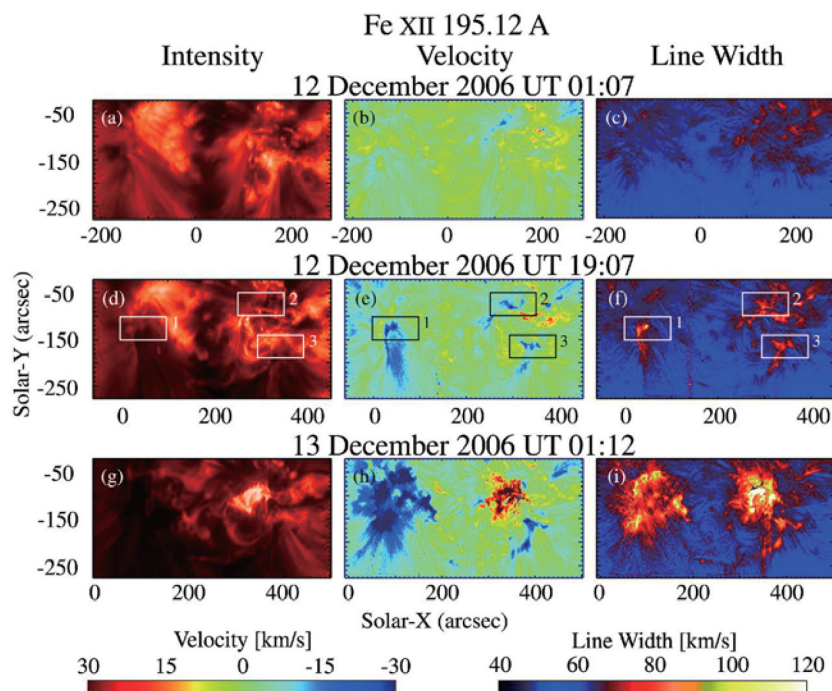 Fe XII 195.12 A
Intensity Velocity Line Width
12 December 2006 UT 01:07
-50
-150
-250
(a) (b) (c)
-200 0 200 -200 0 200 -200 0 200
12 December 2006 UT 19:07
-50
-150
-250
(d) 1 2 3 (e) 1 2 3 (f) 1 2 3
Solar-Y (arcsec)
0 200 400 0 200 400 0 200 400
13 December 2006 UT 01:12
-50
-150
-250
(g) (h) (i)
0 200 400 0 200 400 0 200 400
Solar-X (arcsec)
Velocity [km/s] Line Width [km/s]
30 15 0 -15 -30 40 60 80 100 120